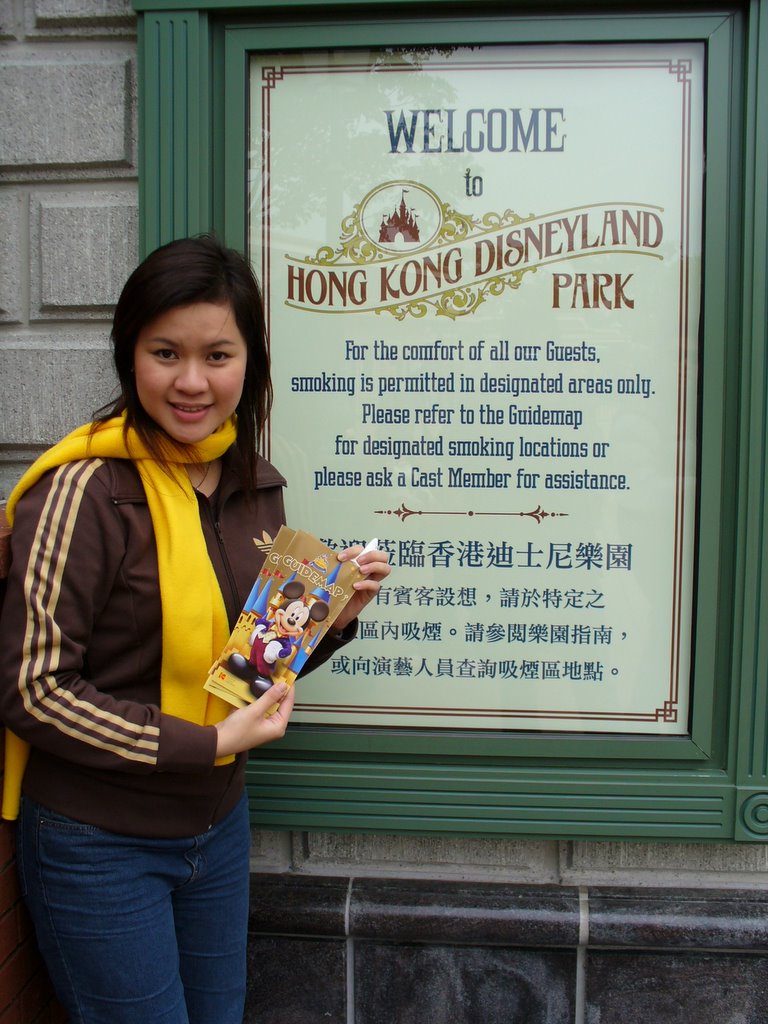 WELCOME
to
HONG KONG DISNEYLAND
PARK
For the comfort of all our Guests,
smoking is permitted in designated areas only.
Please refer to the Guidemap
for designated smoking locations or
please ask a Cast Member for assistance.
蒞臨香港迪士尼樂園
有賓客設想，請於特定之
區內吸煙。請參閱樂園指南，
或向演藝人員查詢吸煙區地點。
GUIDEMAP